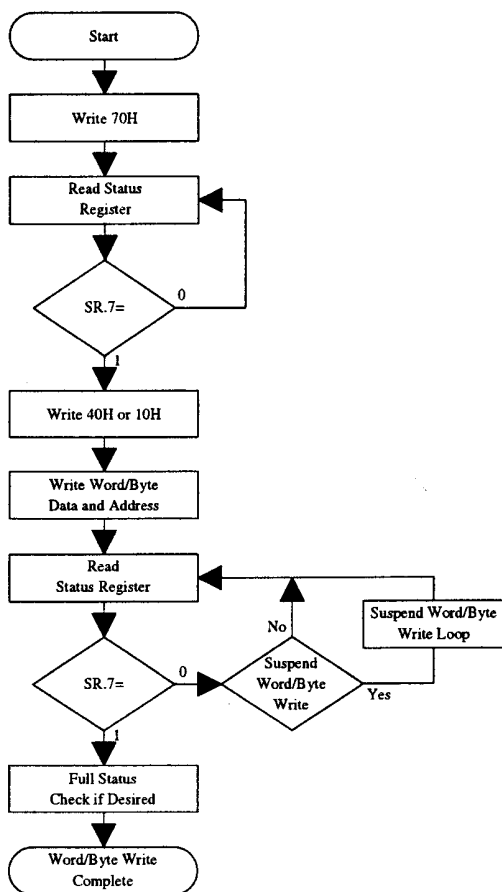 Start
Write 70H
Read Status
Register
SR.7=
0
1
Write 40H or 10H
Write Word/Byte
Data and Address
Read
Status Register
SR.7=
0
1
Suspend
Word/Byte
Write
No
Yes
Suspend Word/Byte
Write Loop
Full Status
Check if Desired
Word/Byte Write
Complete